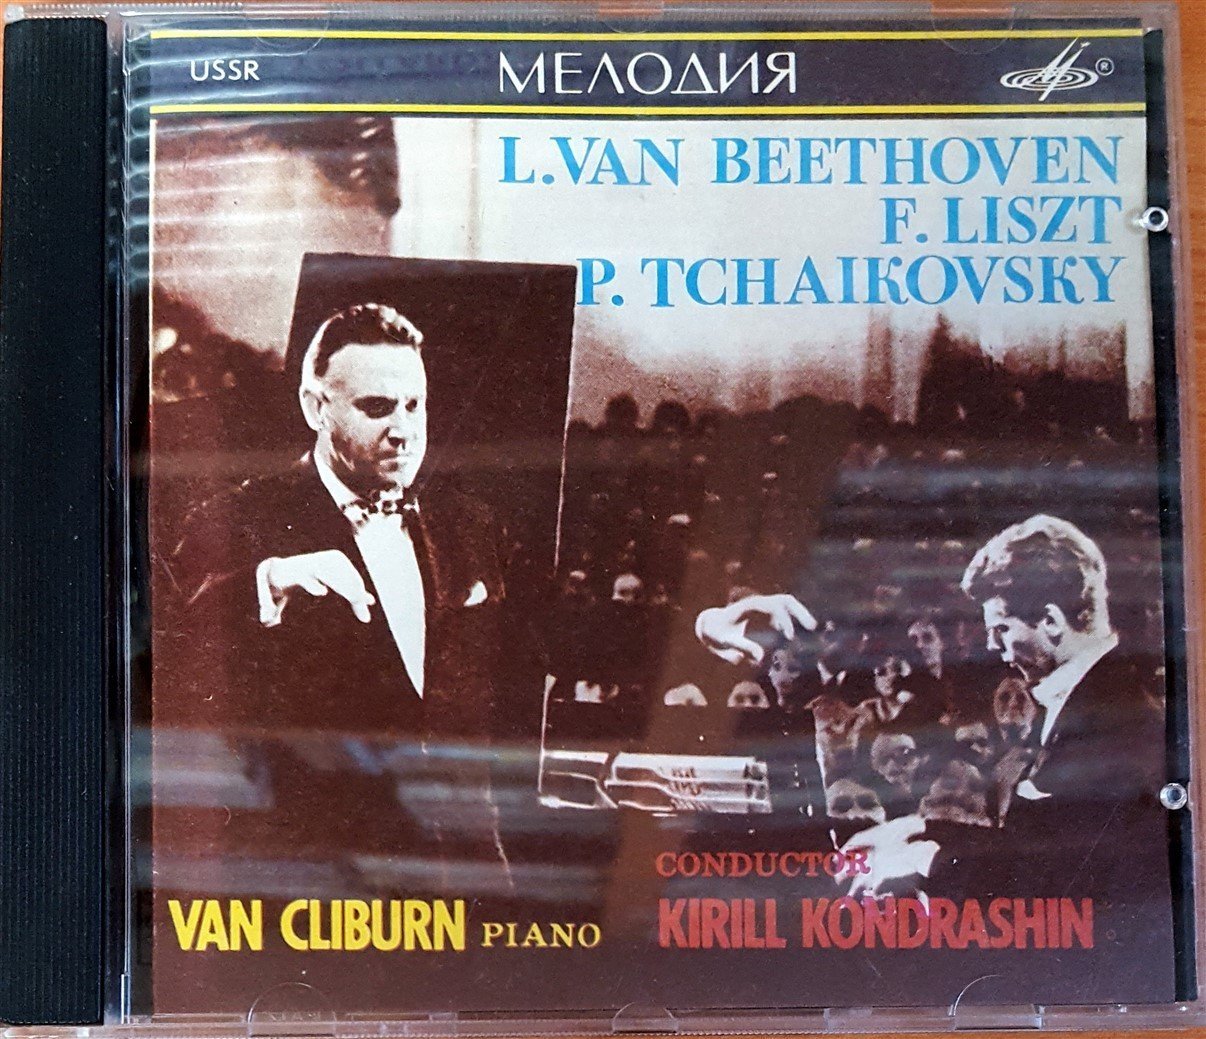 USSR
МЕЛОДИЯ
®
L.VAN BEETHOVEN
F. LISZT
P. TCHAIKOVSKY
CONDUCTOR
VAN CLIBURN PIANO
KIRILL KONDRASHIN